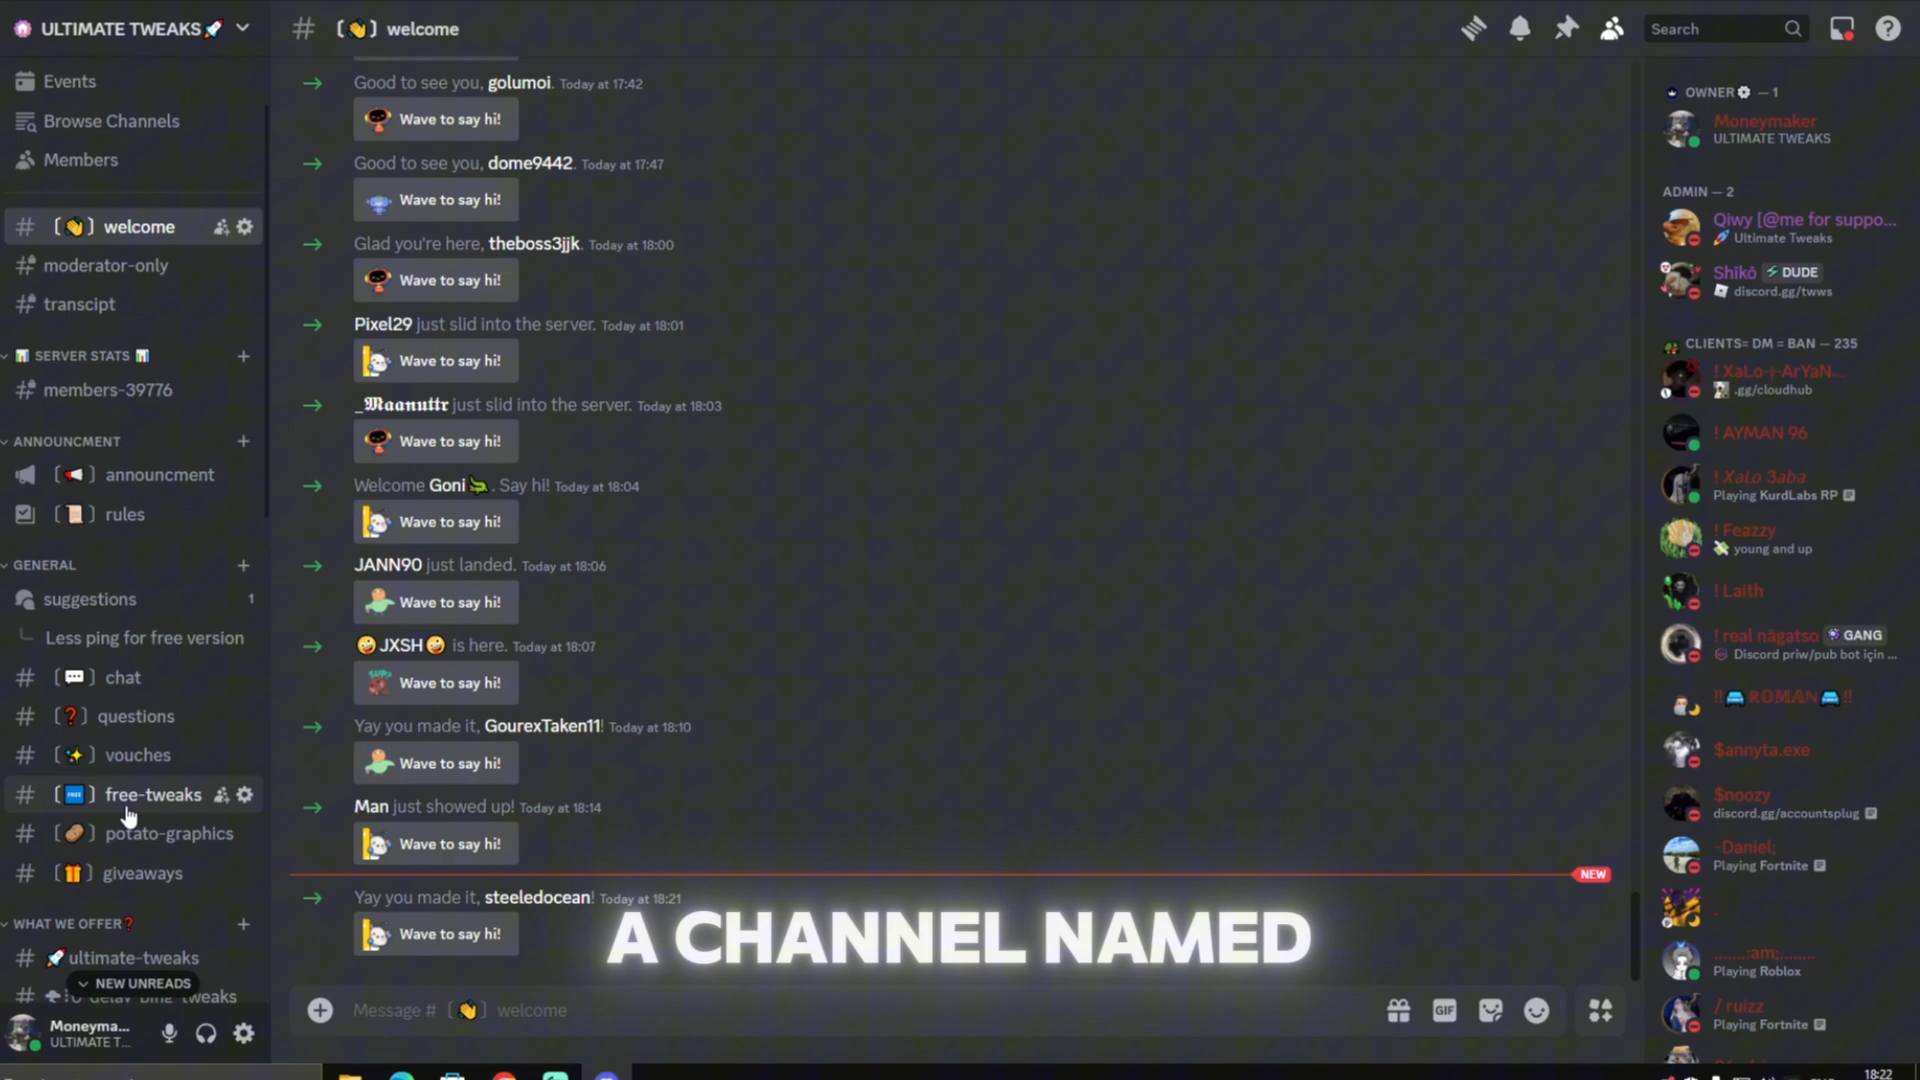 ULTIMATE TWEAKS🚀
Events
Browse Channels
Members
# [👋] welcome
# moderator-only
# transcipt
📊 SERVER STATS 📊
# members-39776
ANNOUNCMENT
[📢] announcment
[📜] rules
GENERAL
suggestions 1
Less ping for free version
# [💬] chat
# [❓] questions
# [✨] vouches
# [FREE] free-tweaks
# [🥔] potato-graphics
# [🎁] giveaways
WHAT WE OFFER❓
# 🚀ultimate-tweaks
NEW UNREADS
Moneyma...
ULTIMATE T...
# [👋] welcome
Search
Good to see you, golumoi. Today at 17:42
Wave to say hi!
Good to see you, dome9442. Today at 17:47
Wave to say hi!
Glad you're here, theboss3jjk. Today at 18:00
Wave to say hi!
Pixel29 just slid into the server. Today at 18:01
Wave to say hi!
_𝕸𝖆𝖆𝖓𝖚𝖙𝖙𝖗 just slid into the server. Today at 18:03
Wave to say hi!
Welcome Goni🐊. Say hi! Today at 18:04
Wave to say hi!
JANN90 just landed. Today at 18:06
Wave to say hi!
🤪JXSH🤪 is here. Today at 18:07
Wave to say hi!
Yay you made it, GourexTaken11! Today at 18:10
Wave to say hi!
Man just showed up! Today at 18:14
Wave to say hi!
NEW
Yay you made it, steeledocean! Today at 18:21
Wave to say hi!
A CHANNEL NAMED
Message # [👋] welcome
GIF
OWNER — 1
Moneymaker
ULTIMATE TWEAKS
ADMIN — 2
Qiwy [@me for suppo...
🚀 Ultimate Tweaks
Shikō ⚡ DUDE
discord.gg/twws
CLIENTS= DM = BAN — 235
! XaLo-┼-ArYaN...
.gg/cloudhub
! AYMAN 96
! XaLo 3aba
Playing KurdLabs RP
! Feazzy
💸 young and up
! Laith
! real nāgatso GANG
Discord priw/pub bot için ...
!!🚘ROMAN🚘!!
$annyta.exe
$noozy
discord.gg/accountsplug
-Daniel;
Playing Fortnite
.
........:am;..........
Playing Roblox
/ ruizz
Playing Fortnite
18:22